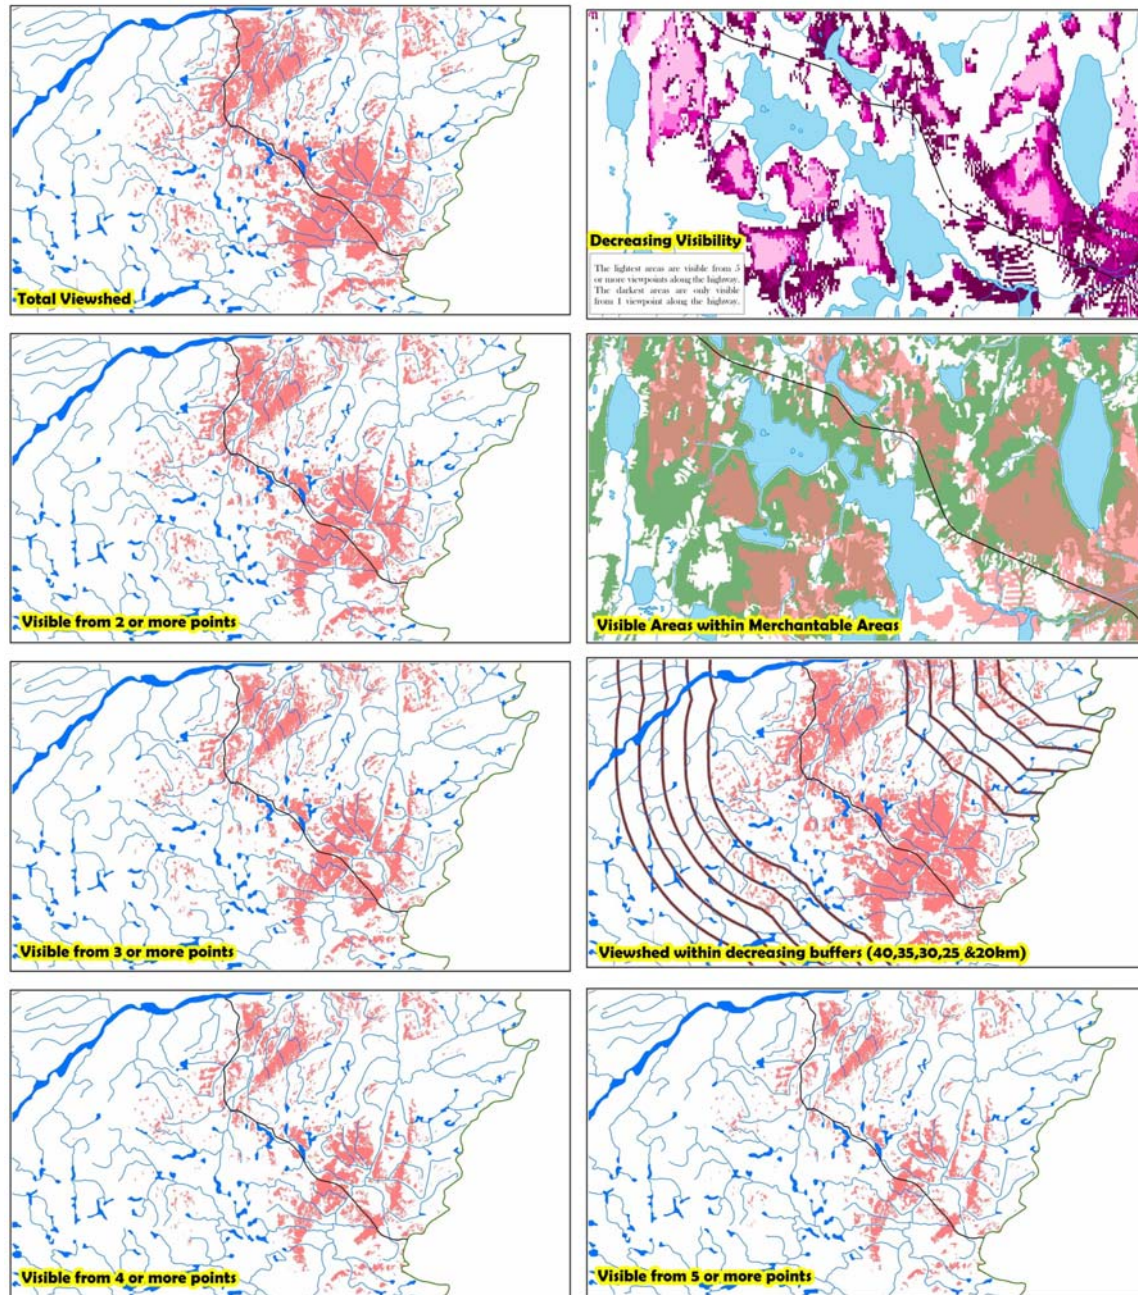 Total Viewshed
Decreasing Visibility
The lightest areas are visible from 5
or more viewpoints along the highway.
The darkest areas are only visible
from 1 viewpoint along the highway.
Visible from 2 or more points
Visible Areas within Merchantable Areas
Visible from 3 or more points
Viewshed within decreasing buffers (40,35,30,25 &20km)
Visible from 4 or more points
Visible from 5 or more points